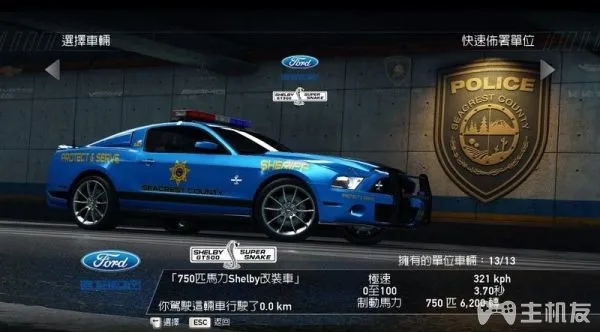 選擇車輛
快速佈署單位
Ford
SHELBY GT500 SUPER SNAKE
POLICE
SEACREST COUNTY
PROTECT & SERVE
SHERIFF
SEACREST COUNTY
PROTECT & SERVE
SHELBY GT500 SUPER SNAKE
Ford
擁有的單位車輛：13/13
「750匹馬力Shelby改裝車」
極速 321 kph
0至100 3.70秒
制動馬力 750 匹 6,200 轉
你駕駛這輛車行駛了0.0 km
選擇 ESC 返回
主机友